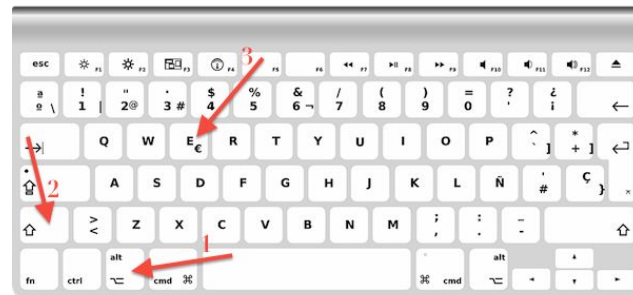 esc F1 F2 F3 F4 3 F5 F6 F7 F8 F9 F10 F11 F12
ª º \ ! 1 | " 2 @ · 3 # $ 4 % 5 & 6 ¬ / 7 ( 8 ) 9 = 0 ? ' ¿ ¡
Q W E € R T Y U I O P ^ ` ] * + ]
2 A S D F G H J K L Ñ ¨ ' # Ç }
> < Z X C V B N M ; , : . _ -
1
alt alt
fn ctrl cmd ⌘ ⌘ cmd